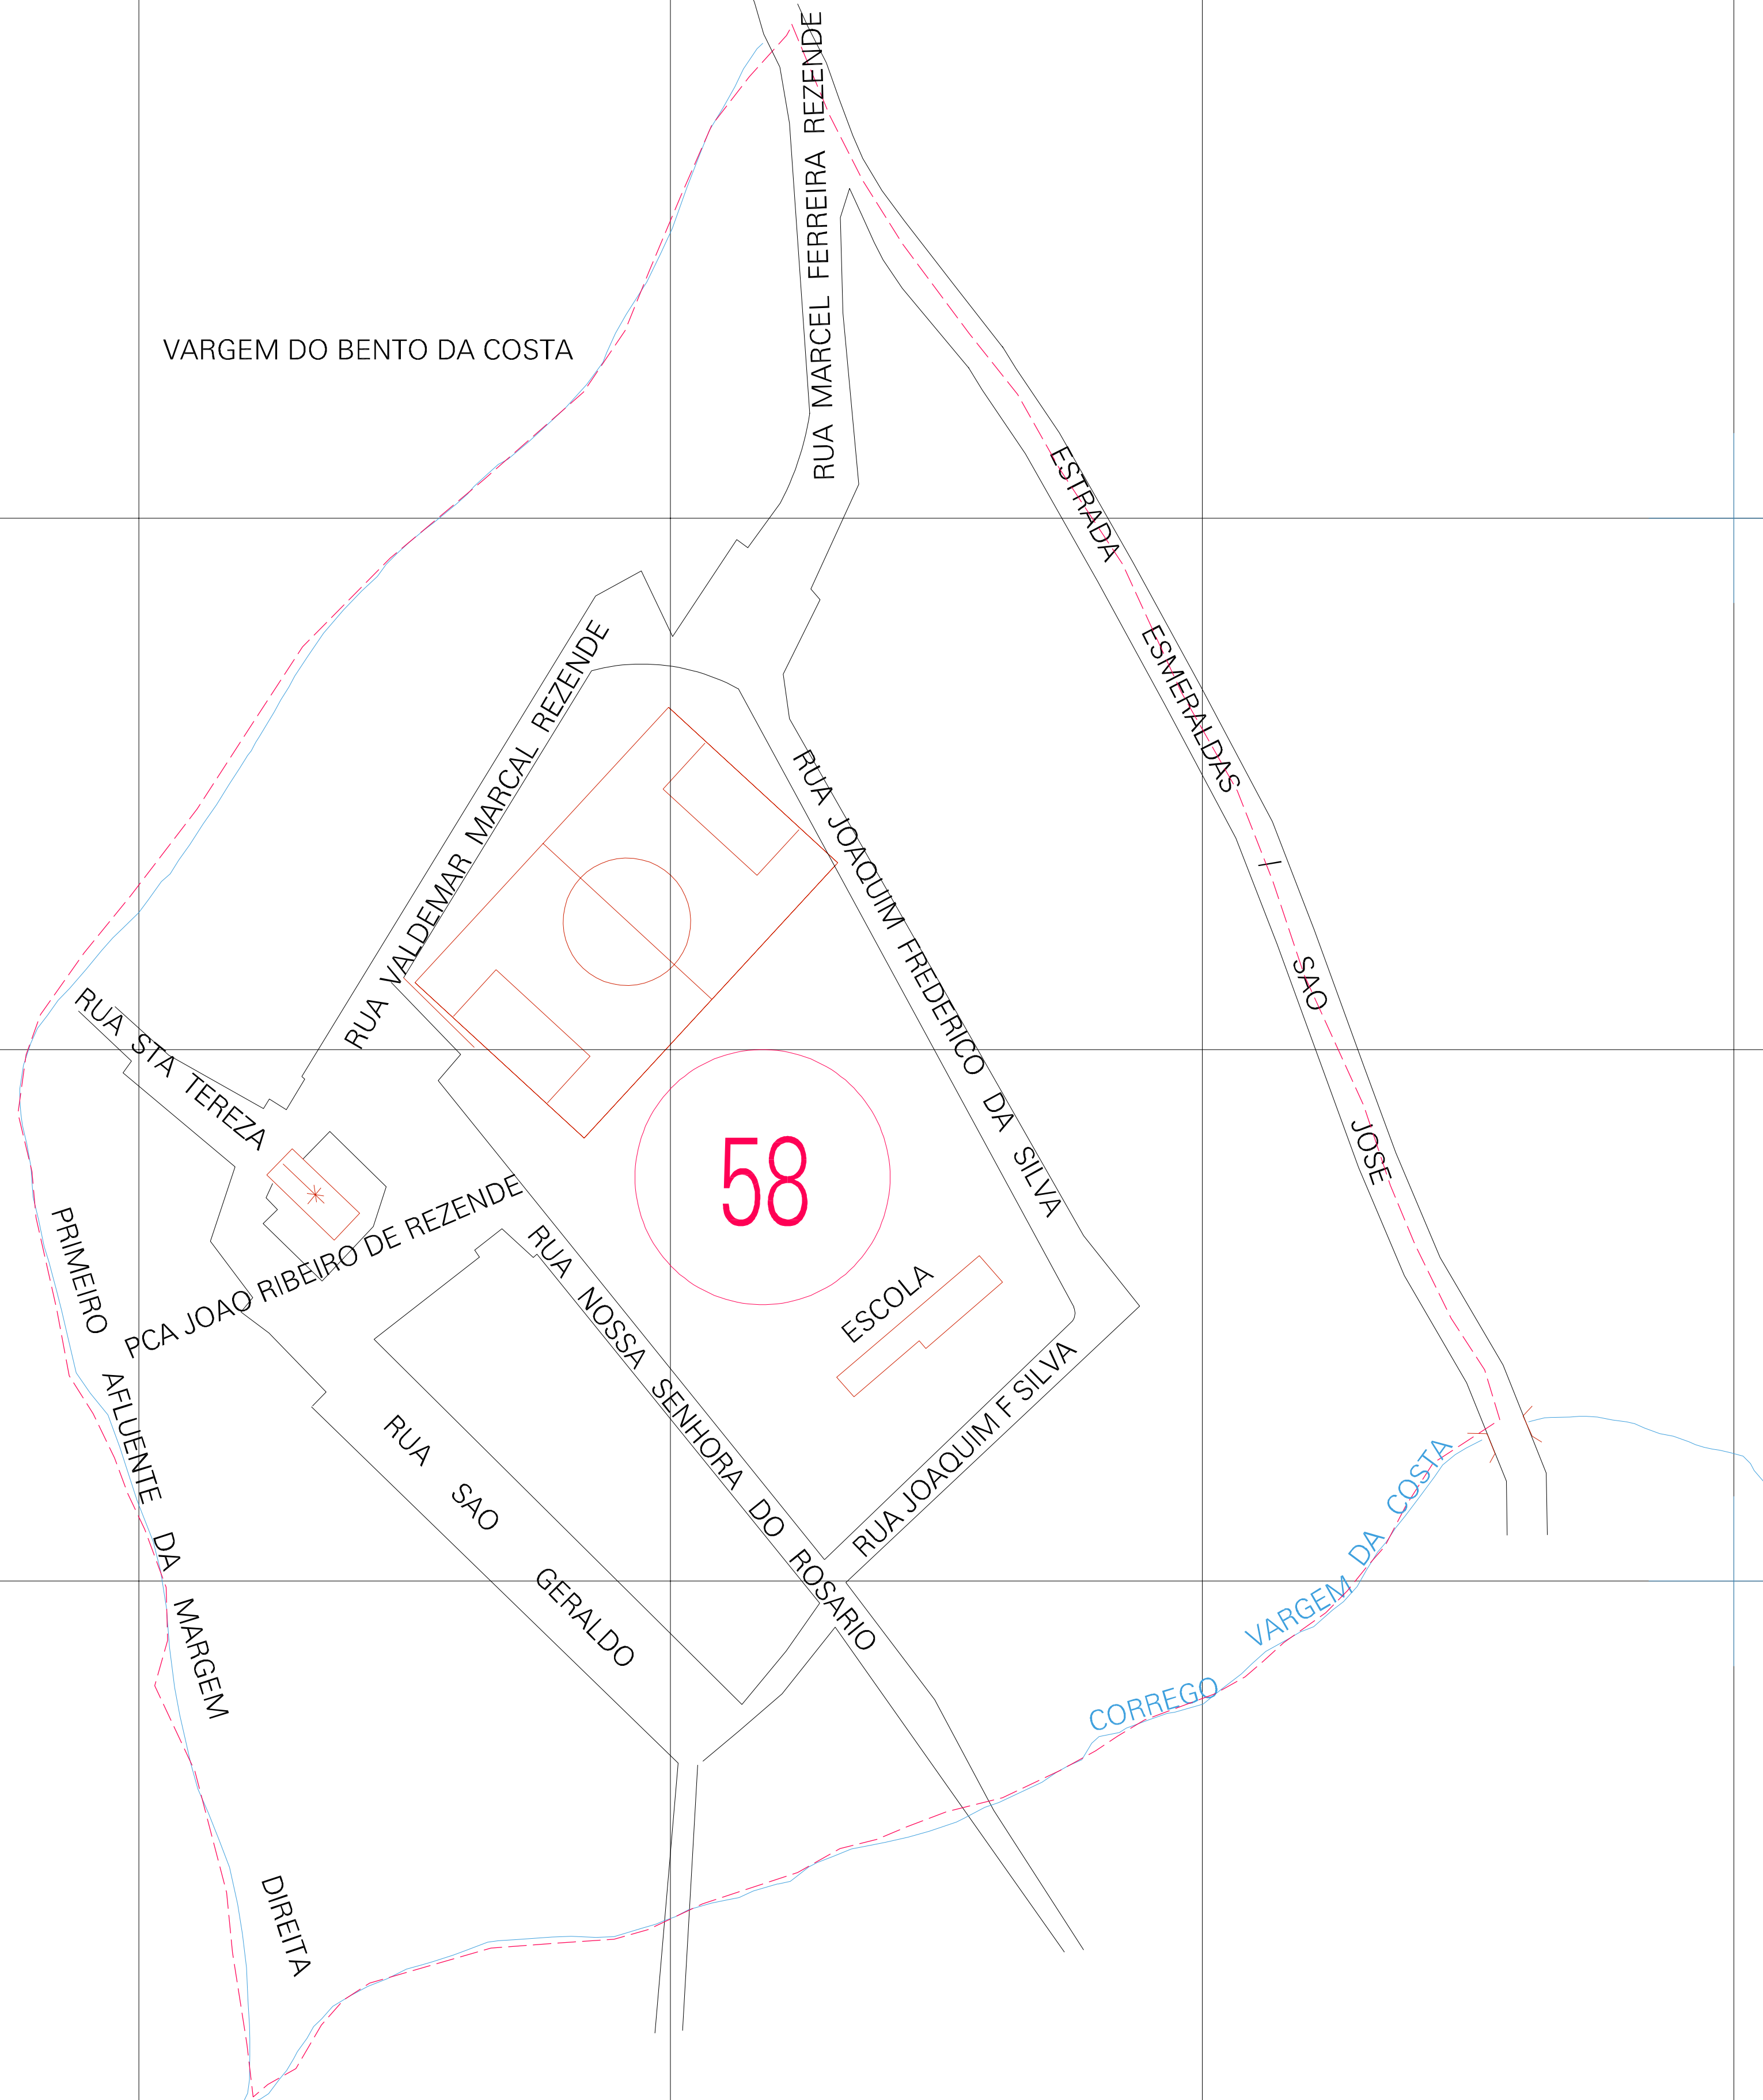 RUA MARCEL FERREIRA REZENDE
VARGEM DO BENTO DA COSTA
ESTRADA ESMERALDAS / SAO JOSE
RUA VALDEMAR MARCAL REZENDE
RUA JOAQUIM FREDERICO DA SILVA
RUA STA TEREZA
58
PCA JOAO RIBEIRO DE REZENDE
PRIMEIRO AFLUENTE DA MARGEM DIREITA
RUA NOSSA SENHORA DO ROSARIO
ESCOLA
RUA JOAQUIM F SILVA
RUA SAO GERALDO
CORREGO VARGEM DA COSTA